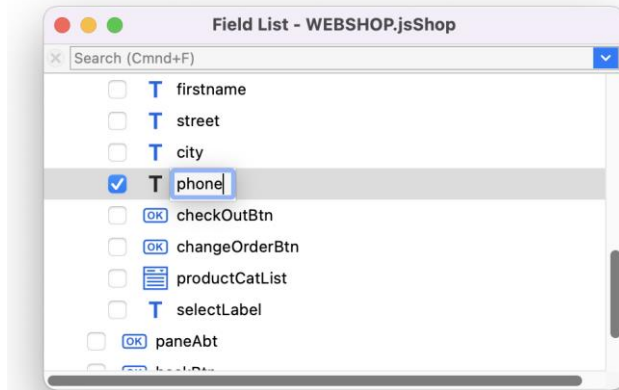 Field List - WEBSHOP.jsShop
Search (Cmnd+F)
T firstname
T street
T city
T phone
OK checkOutBtn
OK changeOrderBtn
productCatList
T selectLabel
OK paneAbt